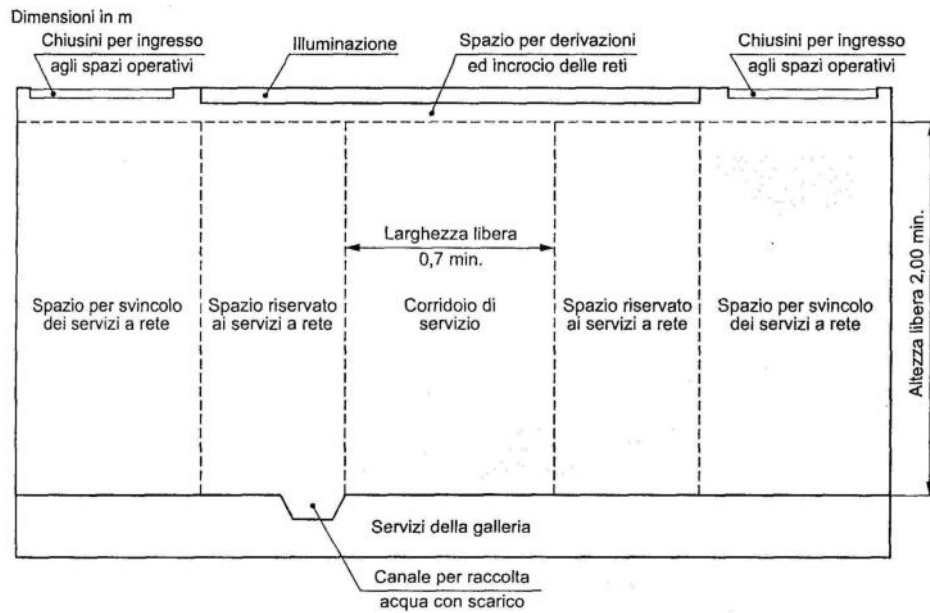 Dimensioni in m
Chiusini per ingresso
agli spazi operativi
Illuminazione
Spazio per derivazioni
ed incrocio delle reti
Chiusini per ingresso
agli spazi operativi
Larghezza libera
0,7 min.
Spazio per svincolo
dei servizi a rete
Spazio riservato
ai servizi a rete
Corridoio di
servizio
Spazio riservato
ai servizi a rete
Spazio per svincolo
dei servizi a rete
Altezza libera 2,00 min.
Servizi della galleria
Canale per raccolta
acqua con scarico